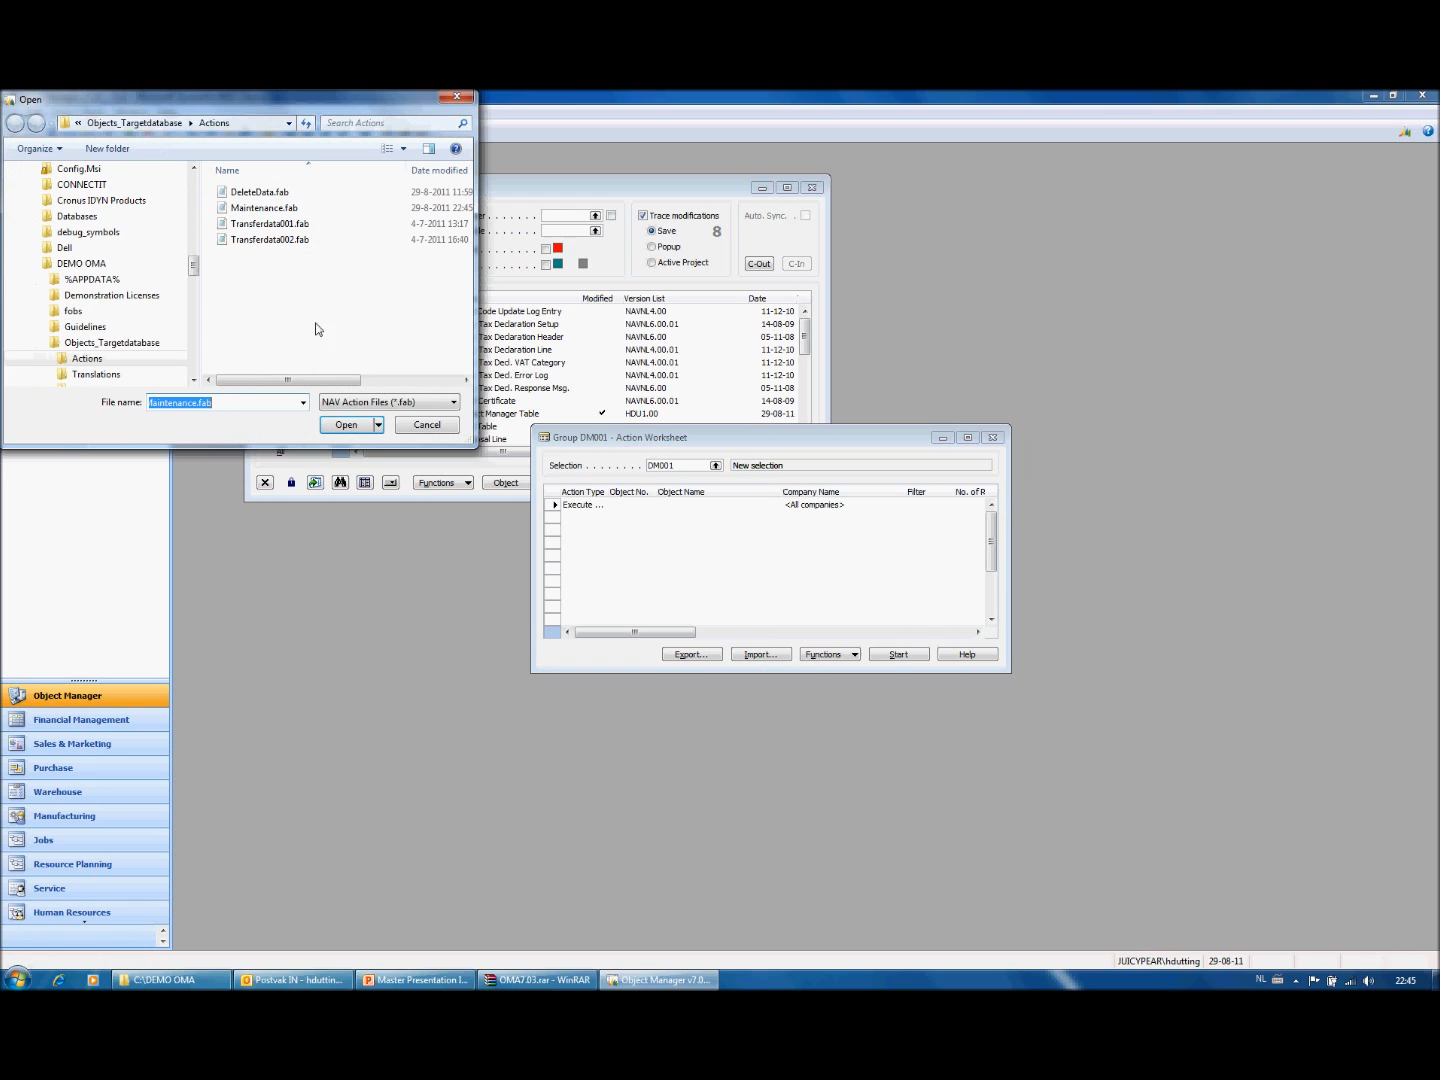 Open
« Objects_Targetdatabase ▸ Actions
Search Actions
Organize
New folder
Config.Msi
CONNECTIT
Cronus IDYN Products
Databases
debug_symbols
Dell
DEMO OMA
%APPDATA%
Demonstration Licenses
fobs
Guidelines
Objects_Targetdatabase
Actions
Translations
Name
Date modified
DeleteData.fab
29-8-2011 11:59
Maintenance.fab
29-8-2011 22:45
Transferdata001.fab
4-7-2011 13:17
Transferdata002.fab
4-7-2011 16:40
File name:
Maintenance.fab
NAV Action Files (*.fab)
Open
Cancel
Trace modifications
Save
8
Popup
Active Project
Auto. Sync.
C-Out
C-In
Modified
Version List
Date
Code Update Log Entry
NAVNL4.00
11-12-10
Tax Declaration Setup
NAVNL6.00.01
14-08-09
Tax Declaration Header
NAVNL6.00
05-11-08
Tax Declaration Line
NAVNL4.00.01
11-12-10
Tax Decl. VAT Category
NAVNL4.00.01
11-12-10
Tax Decl. Error Log
NAVNL4.00.01
11-12-10
Tax Decl. Response Msg.
NAVNL6.00
05-11-08
Certificate
NAVNL6.00.01
14-08-09
ct Manager Table
HDU1.00
29-08-11
Table
sal Line
Functions
Object
Group DM001 - Action Worksheet
Selection
DM001
New selection
Action Type
Object No.
Object Name
Company Name
Filter
No. of R
Execute ...
<All companies>
Export...
Import...
Functions
Start
Help
Object Manager
Financial Management
Sales & Marketing
Purchase
Warehouse
Manufacturing
Jobs
Resource Planning
Service
Human Resources
JUICYPEAR\hdutting
29-08-11
C:\DEMO OMA
Postvak IN - hduttin...
Master Presentation I...
OMA7.03.rar - WinRAR
Object Manager v7.0...
NL
22:45